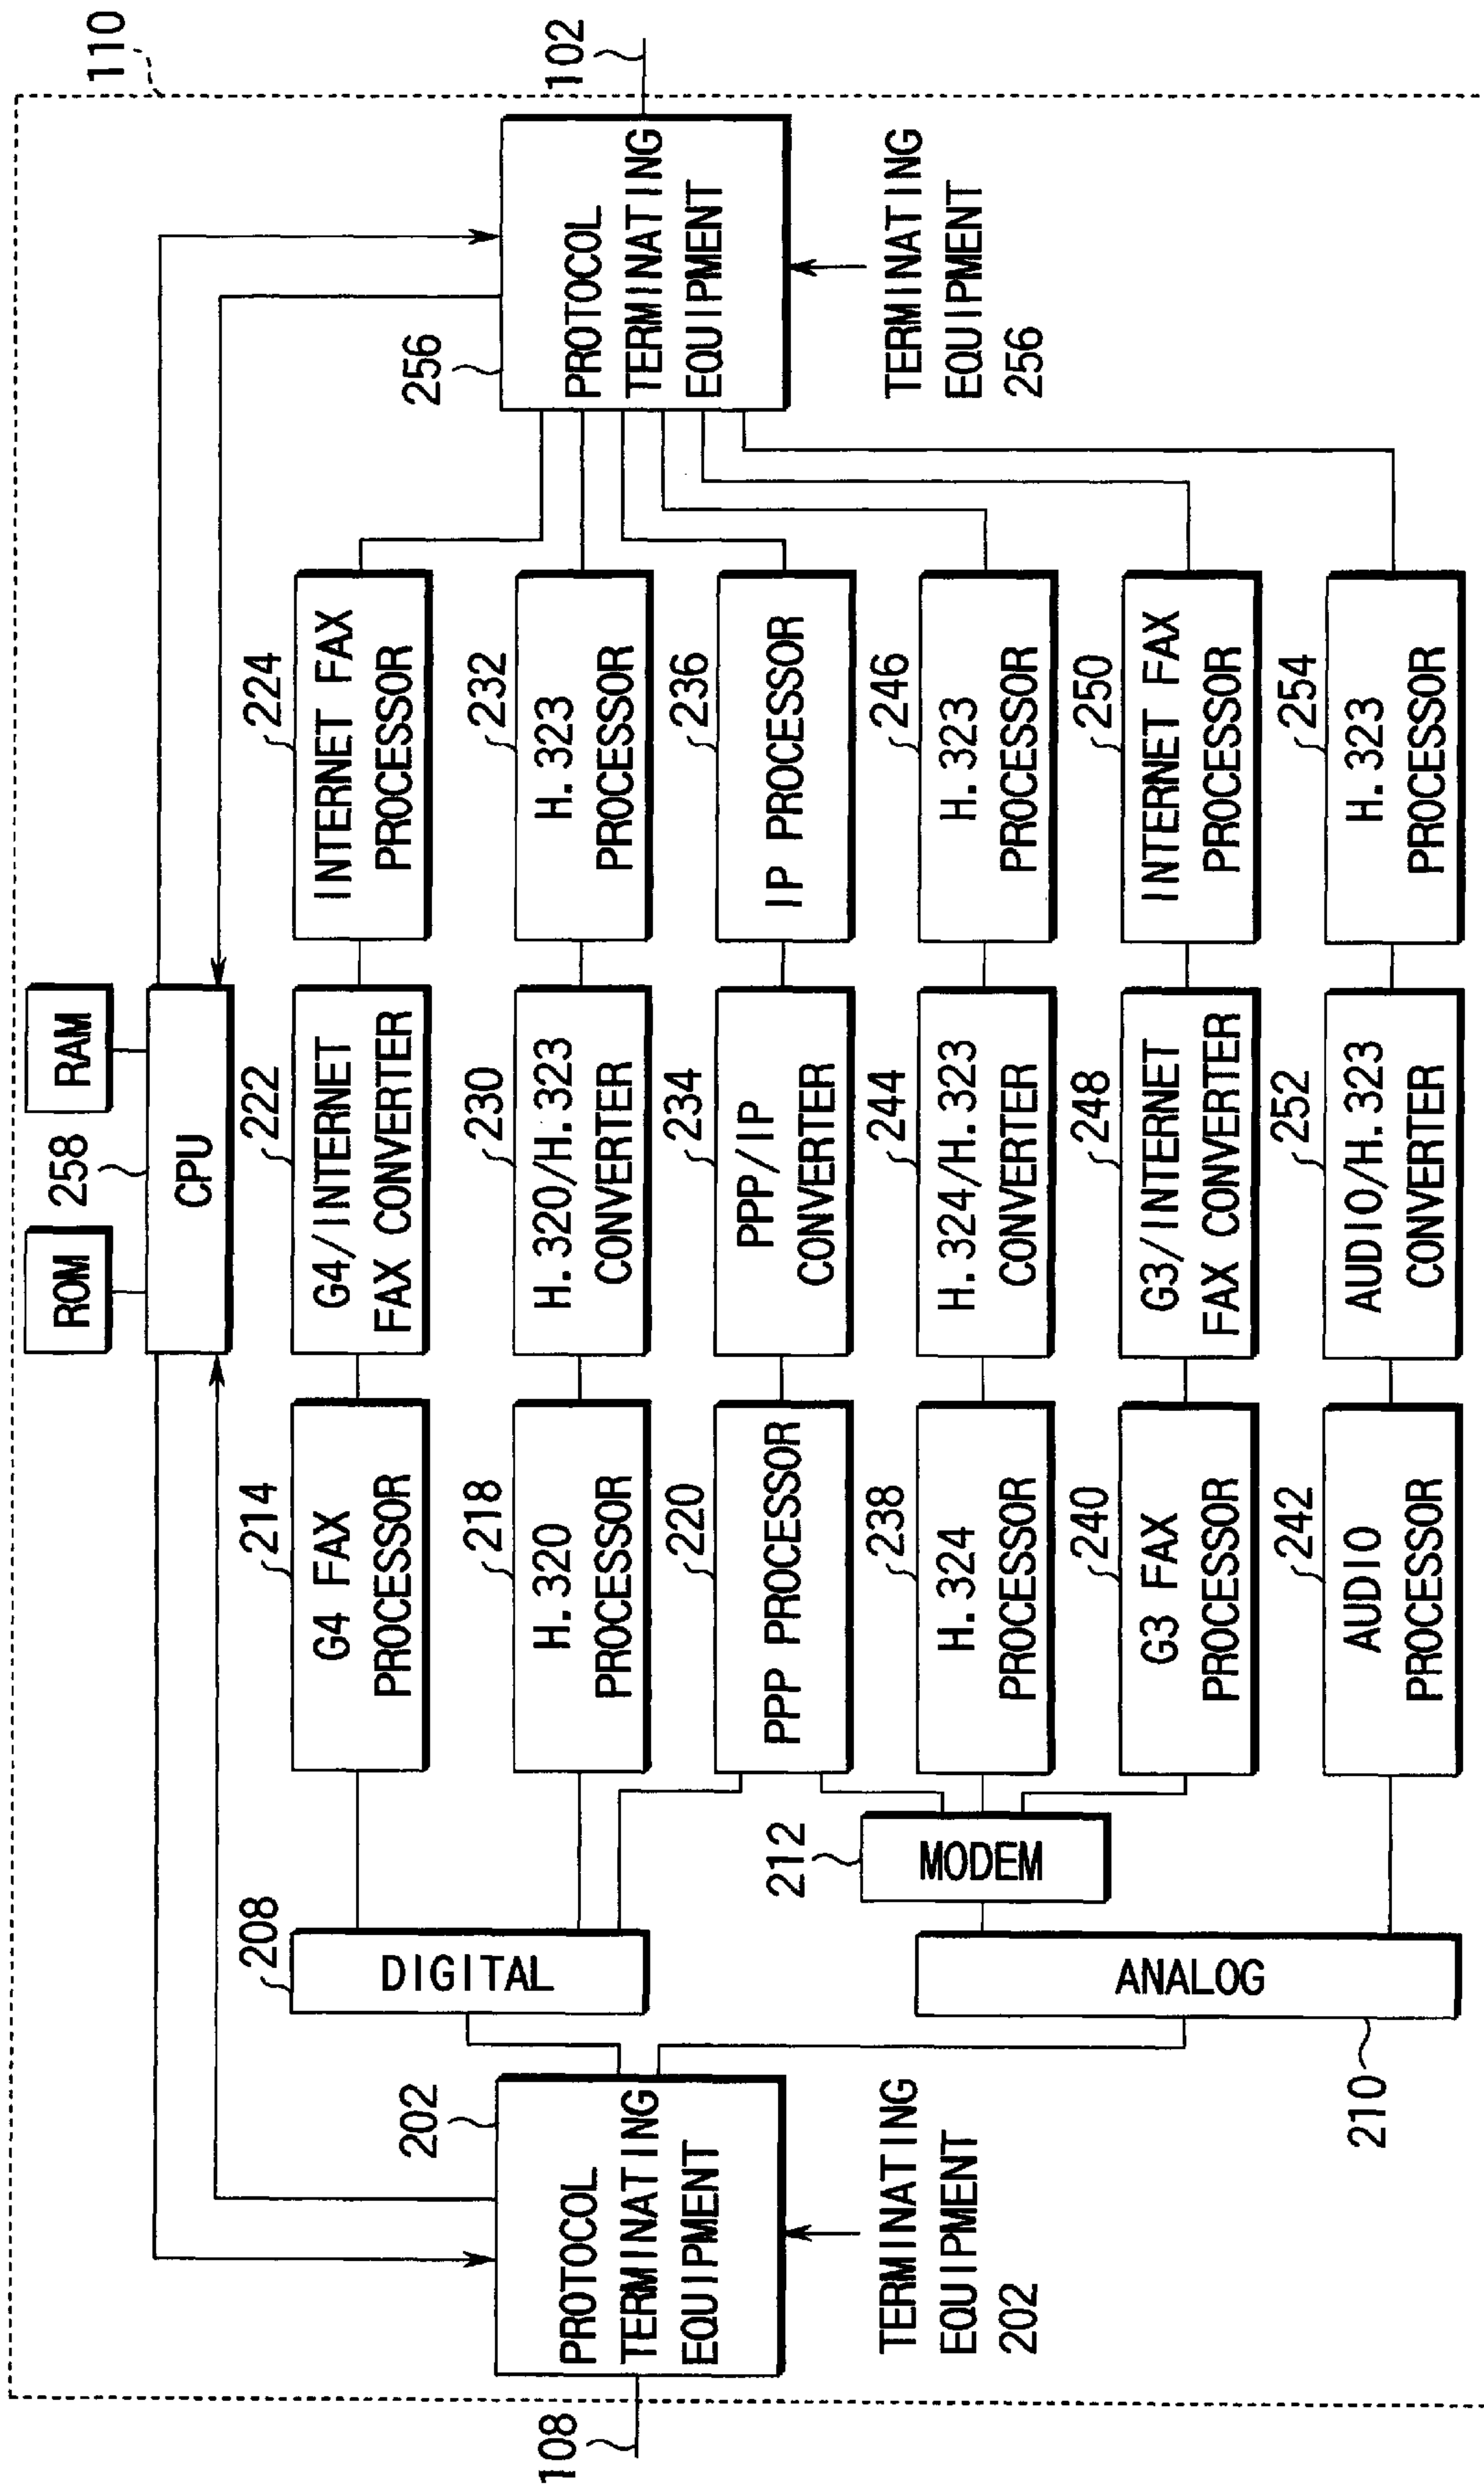 110
ROM
258
RAM
CPU
214
G4 FAX
PROCESSOR
222
G4/INTERNET
FAX CONVERTER
224
INTERNET FAX
PROCESSOR
208
DIGITAL
218
H.320
PROCESSOR
230
H.320/H.323
CONVERTER
232
H.323
PROCESSOR
220
PPP PROCESSOR
234
PPP/IP
CONVERTER
236
IP PROCESSOR
212
MODEM
238
H.324
PROCESSOR
244
H.324/H.323
CONVERTER
246
H.323
PROCESSOR
240
G3 FAX
PROCESSOR
248
G3/INTERNET
FAX CONVERTER
250
INTERNET FAX
PROCESSOR
ANALOG
210
242
AUDIO
PROCESSOR
252
AUDIO/H.323
CONVERTER
254
H.323
PROCESSOR
108
202
PROTOCOL
TERMINATING
EQUIPMENT
TERMINATING
EQUIPMENT
202
256
PROTOCOL
TERMINATING
EQUIPMENT
102
TERMINATING
EQUIPMENT
256